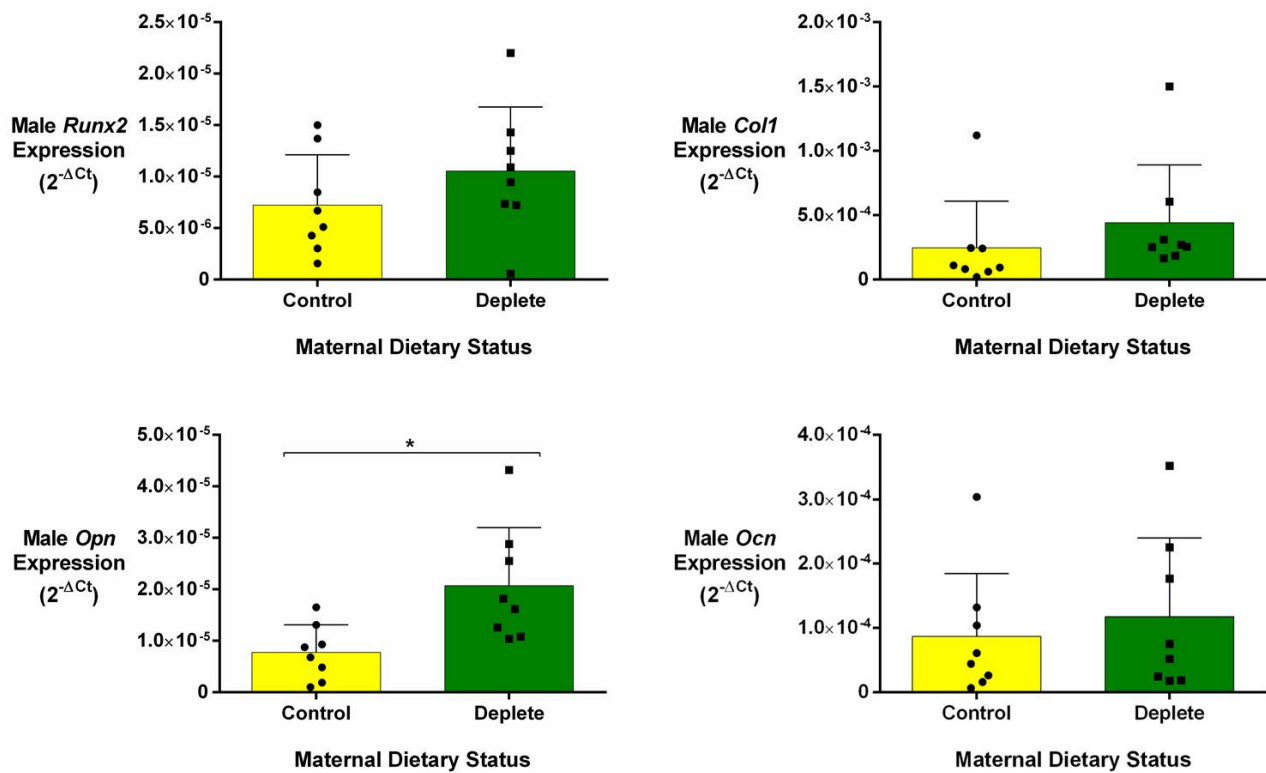 2.5×10⁻⁵
2.0×10⁻⁵
1.5×10⁻⁵
1.0×10⁻⁵
5.0×10⁻⁶
0
Male Runx2
Expression
(2⁻ΔCt)
Control Deplete
Maternal Dietary Status
2.0×10⁻³
1.5×10⁻³
1.0×10⁻³
5.0×10⁻⁴
0
Male Col1
Expression
(2⁻ΔCt)
Control Deplete
Maternal Dietary Status
5.0×10⁻⁵
4.0×10⁻⁵
3.0×10⁻⁵
2.0×10⁻⁵
1.0×10⁻⁵
0
Male Opn
Expression
(2⁻ΔCt)
*
Control Deplete
Maternal Dietary Status
4.0×10⁻⁴
3.0×10⁻⁴
2.0×10⁻⁴
1.0×10⁻⁴
0
Male Ocn
Expression
(2⁻ΔCt)
Control Deplete
Maternal Dietary Status